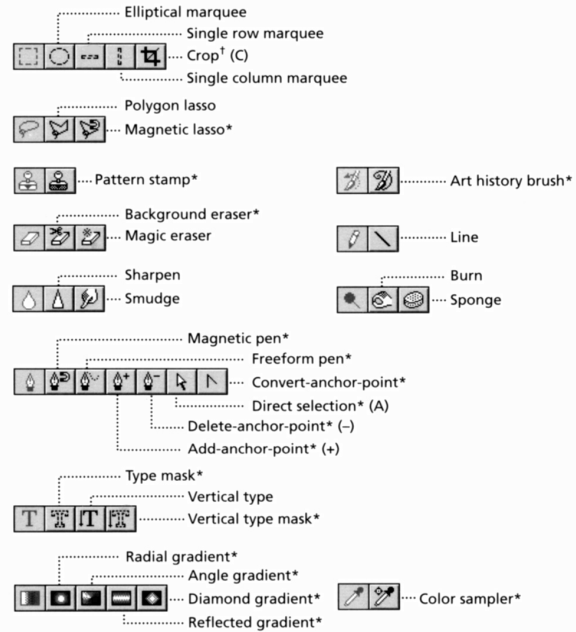 Elliptical marquee
Single row marquee
Crop† (C)
Single column marquee
Polygon lasso
Magnetic lasso*
Pattern stamp*
Art history brush*
Background eraser*
Magic eraser
Line
Sharpen
Smudge
Burn
Sponge
Magnetic pen*
Freeform pen*
Convert-anchor-point*
Direct selection* (A)
Delete-anchor-point* (–)
Add-anchor-point* (+)
Type mask*
Vertical type
Vertical type mask*
Radial gradient*
Angle gradient*
Diamond gradient*
Color sampler*
Reflected gradient*